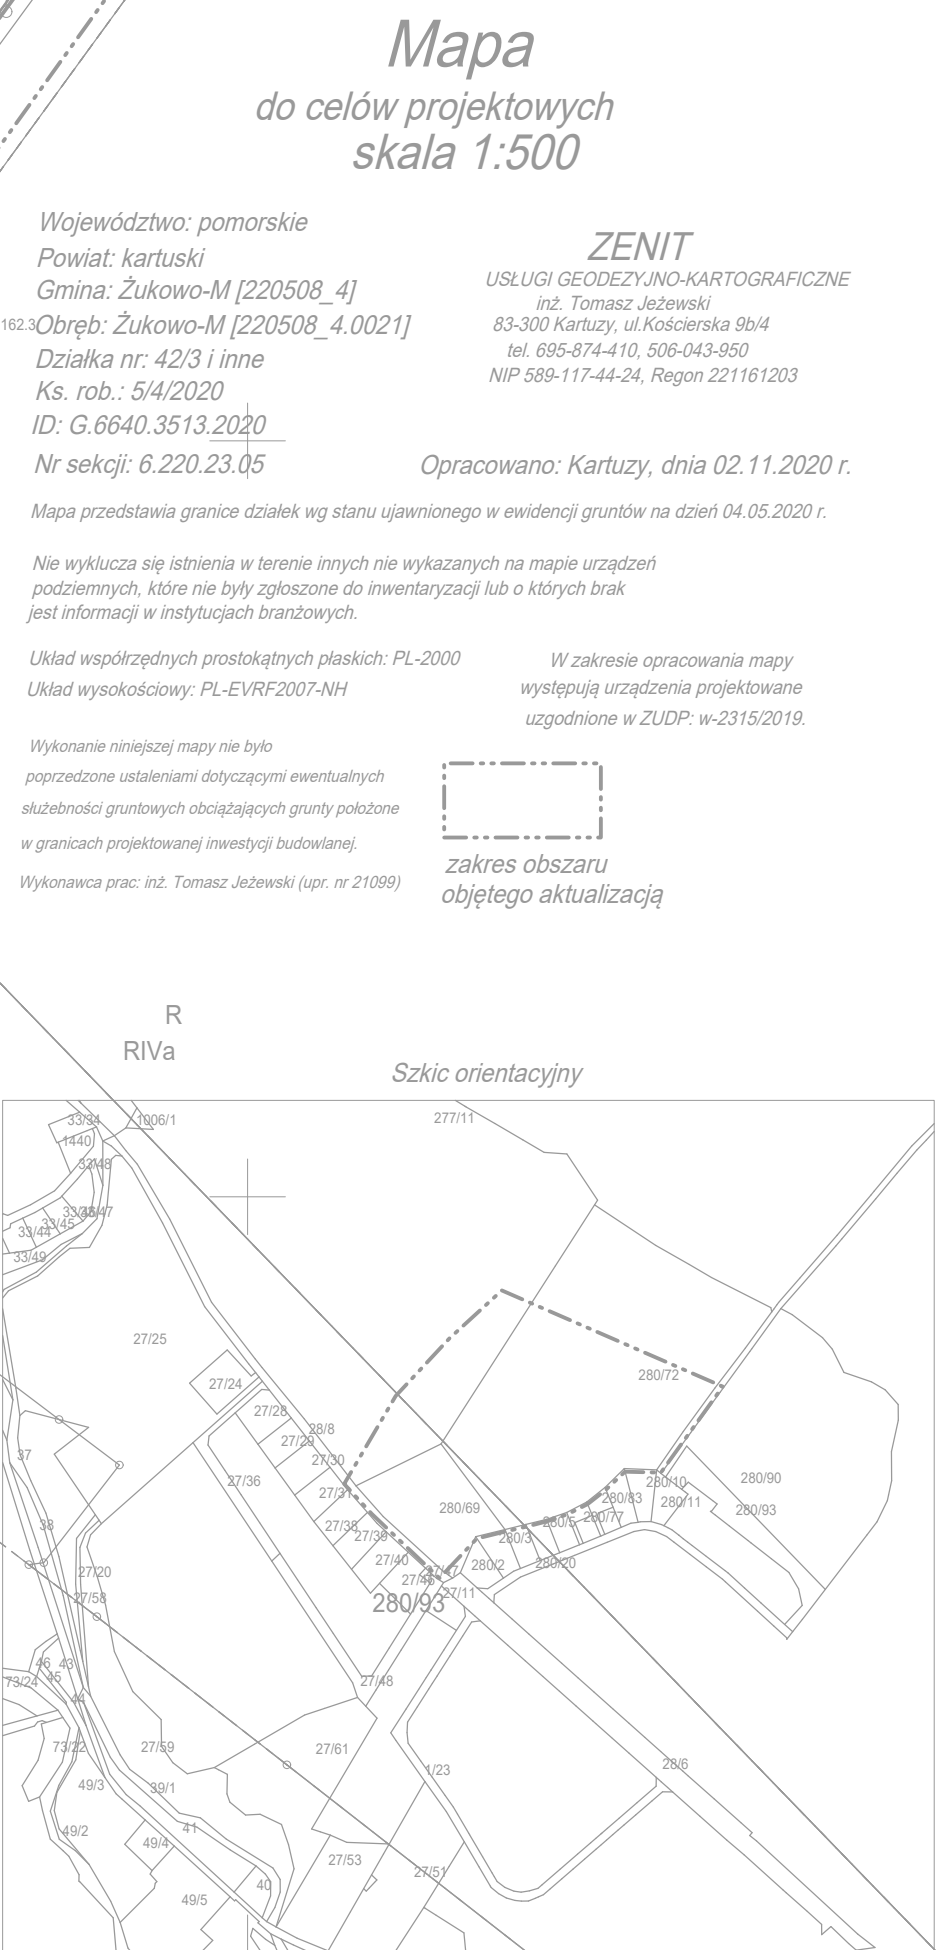 Mapa
do celów projektowych
skala 1:500
Województwo: pomorskie
Powiat: kartuski
Gmina: Żukowo-M [220508_4]
162.3
Obręb: Żukowo-M [220508_4.0021]
Działka nr: 42/3 i inne
Ks. rob.: 5/4/2020
ID: G.6640.3513.2020
Nr sekcji: 6.220.23.05
ZENIT
USŁUGI GEODEZYJNO-KARTOGRAFICZNE
inż. Tomasz Jeżewski
83-300 Kartuzy, ul.Kościerska 9b/4
tel. 695-874-410, 506-043-950
NIP 589-117-44-24, Regon 221161203
Opracowano: Kartuzy, dnia 02.11.2020 r.
Mapa przedstawia granice działek wg stanu ujawnionego w ewidencji gruntów na dzień 04.05.2020 r.
Nie wyklucza się istnienia w terenie innych nie wykazanych na mapie urządzeń
podziemnych, które nie były zgłoszone do inwentaryzacji lub o których brak
jest informacji w instytucjach branżowych.
Układ współrzędnych prostokątnych płaskich: PL-2000
Układ wysokościowy: PL-EVRF2007-NH
W zakresie opracowania mapy
występują urządzenia projektowane
uzgodnione w ZUDP: w-2315/2019.
Wykonanie niniejszej mapy nie było
poprzedzone ustaleniami dotyczącymi ewentualnych
służebności gruntowych obciążających grunty położone
w granicach projektowanej inwestycji budowlanej.
Wykonawca prac: inż. Tomasz Jeżewski (upr. nr 21099)
zakres obszaru
objętego aktualizacją
R
RIVa
Szkic orientacyjny
33/34
1006/1
277/11
1440
33/48
33/47
33/45
33/44
33/49
27/25
280/72
27/24
27/28
28/8
27/29
37
27/30
27/36
280/90
280/10
27/31
280/83
280/11
280/69
280/93
280/77
38
27/38
280/5
27/39
280/3
27/40
280/2
280/20
27/20
27/47
27/46
27/11
27/58
280/93
46
43
45
73/24
27/48
44
73/22
27/59
27/61
28/6
1/23
49/3
39/1
41
49/2
49/4
27/53
27/51
40
49/5